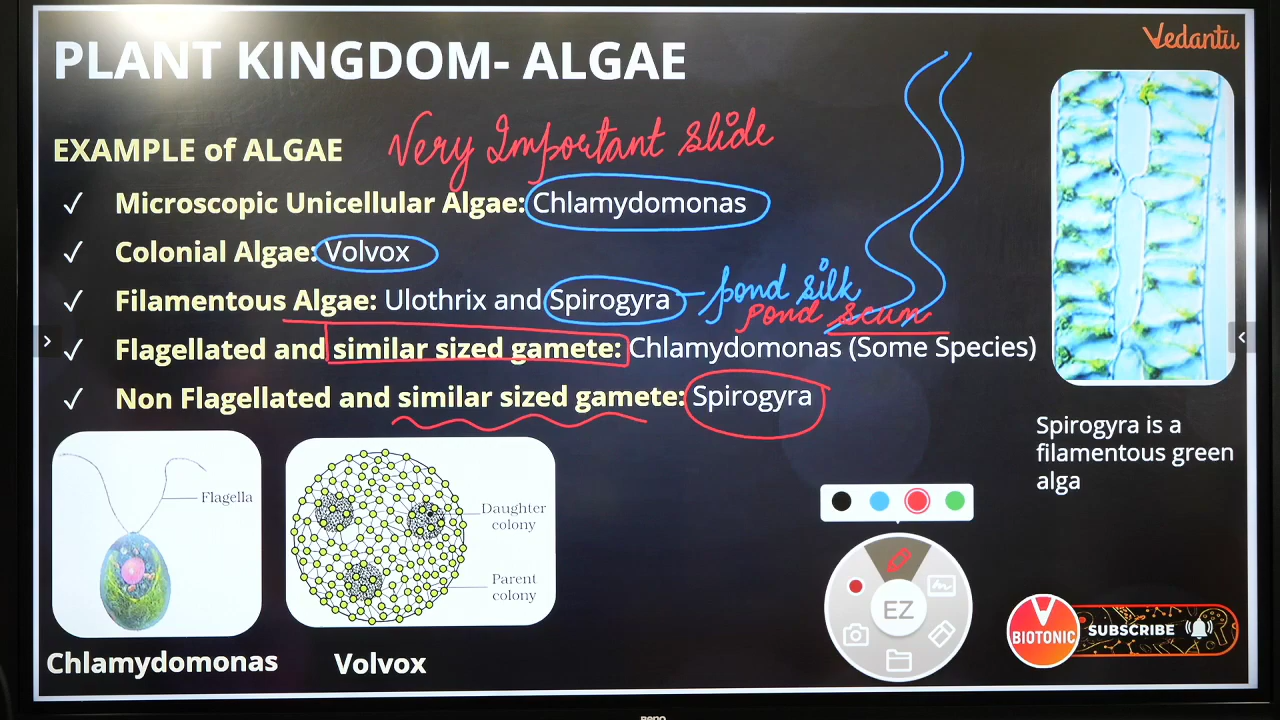 Vedantu
PLANT KINGDOM- ALGAE
EXAMPLE of ALGAE
Very Important slide
✓ Microscopic Unicellular Algae: Chlamydomonas
✓ Colonial Algae: Volvox
✓ Filamentous Algae: Ulothrix and Spirogyra
pond silk
pond scum
✓ Flagellated and similar sized gamete: Chlamydomonas (Some Species)
✓ Non Flagellated and similar sized gamete: Spirogyra
Spirogyra is a
filamentous green
alga
Flagella
Daughter
colony
Parent
colony
Chlamydomonas
Volvox
EZ
BIOTONIC
SUBSCRIBE
BenQ